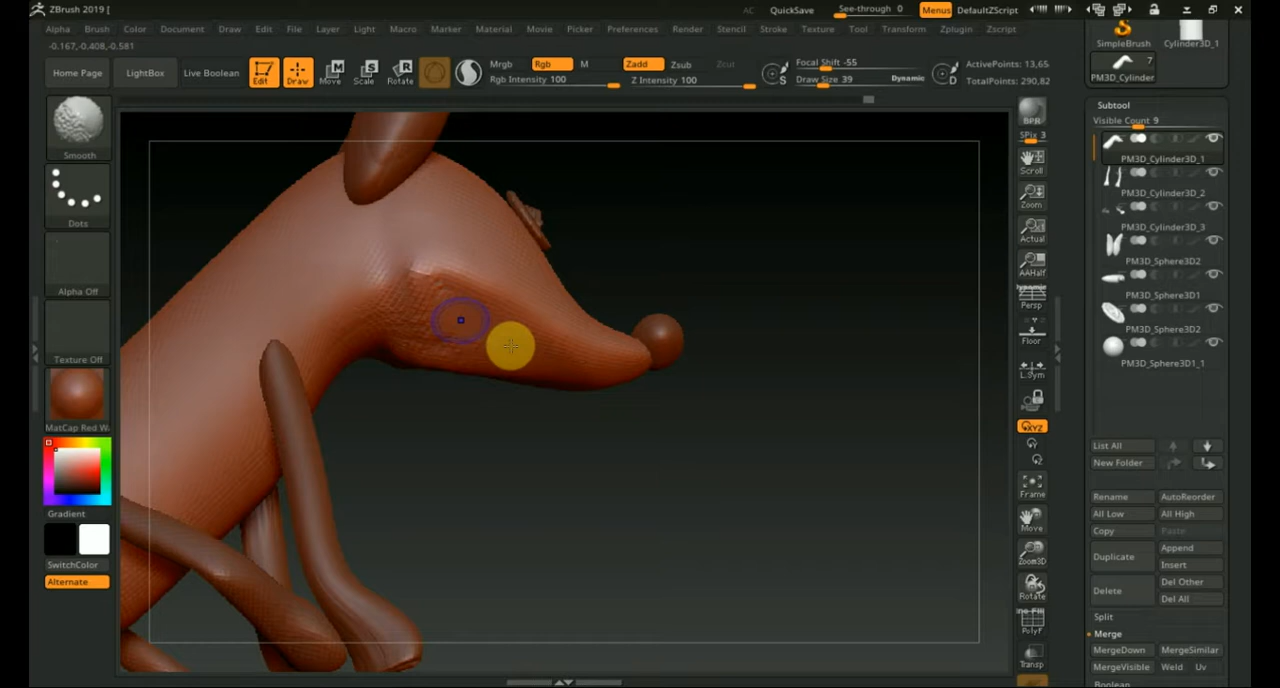 ZBrush 2019 [
AC QuickSave See-through 0 Menus DefaultZScript
Alpha Brush Color Document Draw Edit File Layer Light Macro Marker Material Movie Picker Preferences Render Stencil Stroke Texture Tool Transform Zplugin Zscript
-0.167,-0.408,-0.581
Home Page LightBox Live Boolean Edit Draw Move Scale Rotate
Mrgb Rgb M
Rgb Intensity 100
Zadd Zsub Zcut
Z Intensity 100
Focal Shift -55
Draw Size 39 Dynamic
ActivePoints: 13,65
TotalPoints: 290,82
S
D
Smooth
Dots
Alpha Off
Texture Off
MatCap Red W
Gradient
SwitchColor
Alternate
BPR
SPix 3
Scroll
Zoom
Actual
AAHalf
Dynamic
Persp
Floor
L.Sym
XYZ
Frame
Move
Zoom3D
Rotate
PolyF
Transp
SimpleBrush Cylinder3D_1
7
PM3D_Cylinder
Subtool
Visible Count 9
PM3D_Cylinder3D_1
PM3D_Cylinder3D_2
PM3D_Cylinder3D_3
PM3D_Sphere3D2
PM3D_Sphere3D1
PM3D_Sphere3D2
PM3D_Sphere3D1_1
List All
New Folder
Rename AutoReorder
All Low All High
Copy Paste
Duplicate Append
Insert
Delete Del Other
Del All
Split
Merge
MergeDown MergeSimilar
MergeVisible Weld Uv
Boolean